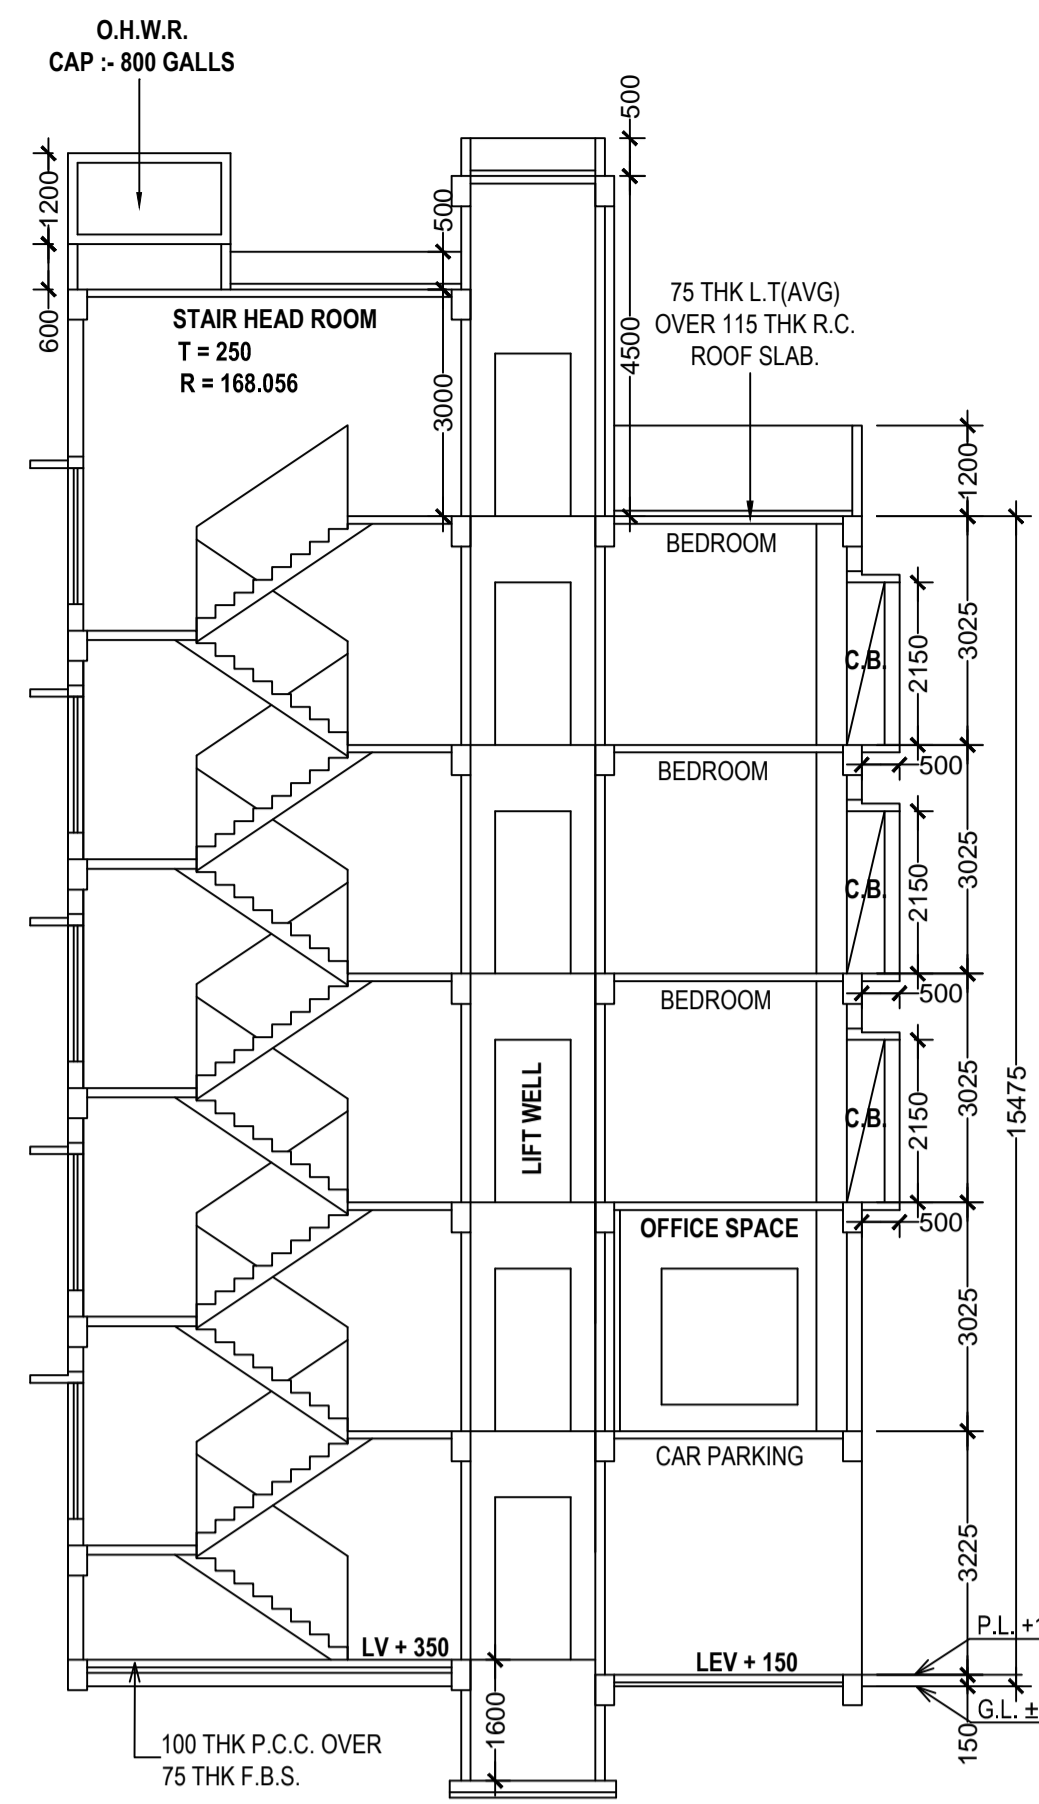 O.H.W.R.
CAP :- 800 GALLS
500
1200
500
600
STAIR HEAD ROOM
T = 250
R = 168.056
3000
4500
75 THK L.T(AVG)
OVER 115 THK R.C.
ROOF SLAB.
1200
BEDROOM
3025
2150
C.B.
500
BEDROOM
3025
2150
C.B.
500
BEDROOM
3025
2150
C.B.
500
15475
LIFT WELL
OFFICE SPACE
3025
CAR PARKING
3225
LV + 350
LEV + 150
P.L. +1
G.L. ±
150
1600
100 THK P.C.C. OVER
75 THK F.B.S.